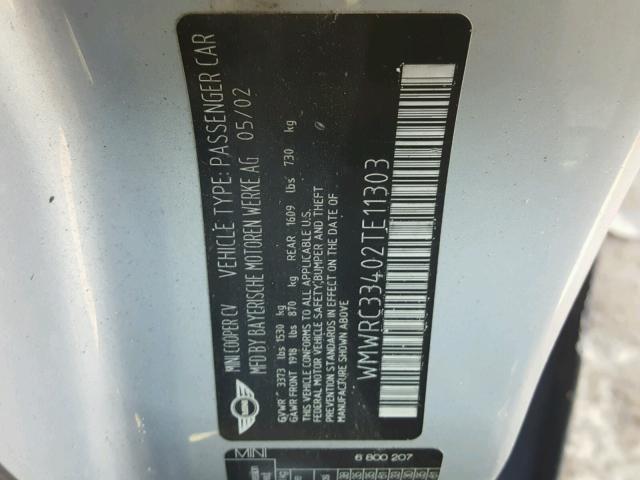 MINI COOPER CV VEHICLE TYPE: PASSENGER CAR
MFD BY BAYERISCHE MOTOREN WERKE AG 05/02
GVWR 3373 lbs 1530 kg
GAWR FRONT 1918 lbs 870 kg REAR 1609 lbs 730 kg
THIS VEHICLE CONFORMS TO ALL APPLICABLE U.S.
FEDERAL MOTOR VEHICLE SAFETY, BUMPER AND THEFT
PREVENTION STANDARDS IN EFFECT ON THE DATE OF
MANUFACTURE
WMWRC33402TE11303
MINI 6 800 207